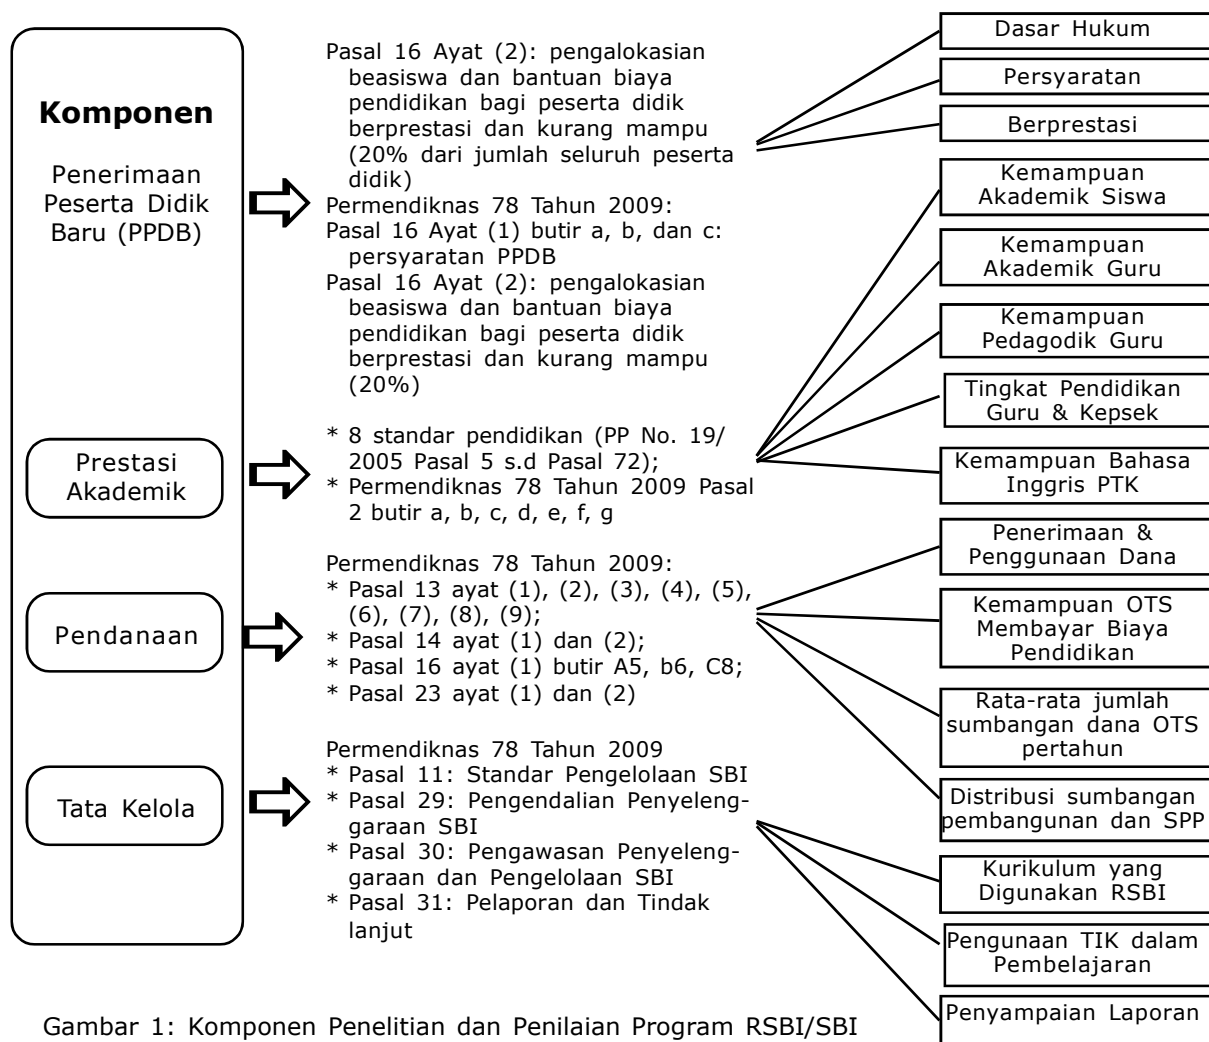 Komponen
Penerimaan
Peserta Didik
Baru (PPDB)
Pasal 16 Ayat (2): pengalokasian
beasiswa dan bantuan biaya
pendidikan bagi peserta didik
berprestasi dan kurang mampu
(20% dari jumlah seluruh peserta
didik)
Permendiknas 78 Tahun 2009:
Pasal 16 Ayat (1) butir a, b, dan c:
persyaratan PPDB
Pasal 16 Ayat (2): pengalokasian
beasiswa dan bantuan biaya
pendidikan bagi peserta didik
berprestasi dan kurang mampu
(20%)
Dasar Hukum
Persyaratan
Berprestasi
Prestasi
Akademik
* 8 standar pendidikan (PP No. 19/
2005 Pasal 5 s.d Pasal 72);
* Permendiknas 78 Tahun 2009 Pasal
2 butir a, b, c, d, e, f, g
Kemampuan
Akademik Siswa
Kemampuan
Akademik Guru
Kemampuan
Pedagodik Guru
Tingkat Pendidikan
Guru & Kepsek
Kemampuan Bahasa
Inggris PTK
Pendanaan
Permendiknas 78 Tahun 2009:
* Pasal 13 ayat (1), (2), (3), (4), (5),
(6), (7), (8), (9);
* Pasal 14 ayat (1) dan (2);
* Pasal 16 ayat (1) butir A5, b6, C8;
* Pasal 23 ayat (1) dan (2)
Penerimaan &
Penggunaan Dana
Kemampuan OTS
Membayar Biaya
Pendidikan
Rata-rata jumlah
sumbangan dana OTS
pertahun
Distribusi sumbangan
pembangunan dan SPP
Tata Kelola
Permendiknas 78 Tahun 2009
* Pasal 11: Standar Pengelolaan SBI
* Pasal 29: Pengendalian Penyeleng-
garaan SBI
* Pasal 30: Pengawasan Penyeleng-
garaan dan Pengelolaan SBI
* Pasal 31: Pelaporan dan Tindak
lanjut
Kurikulum yang
Digunakan RSBI
Pengunaan TIK dalam
Pembelajaran
Penyampaian Laporan
Gambar 1: Komponen Penelitian dan Penilaian Program RSBI/SBI